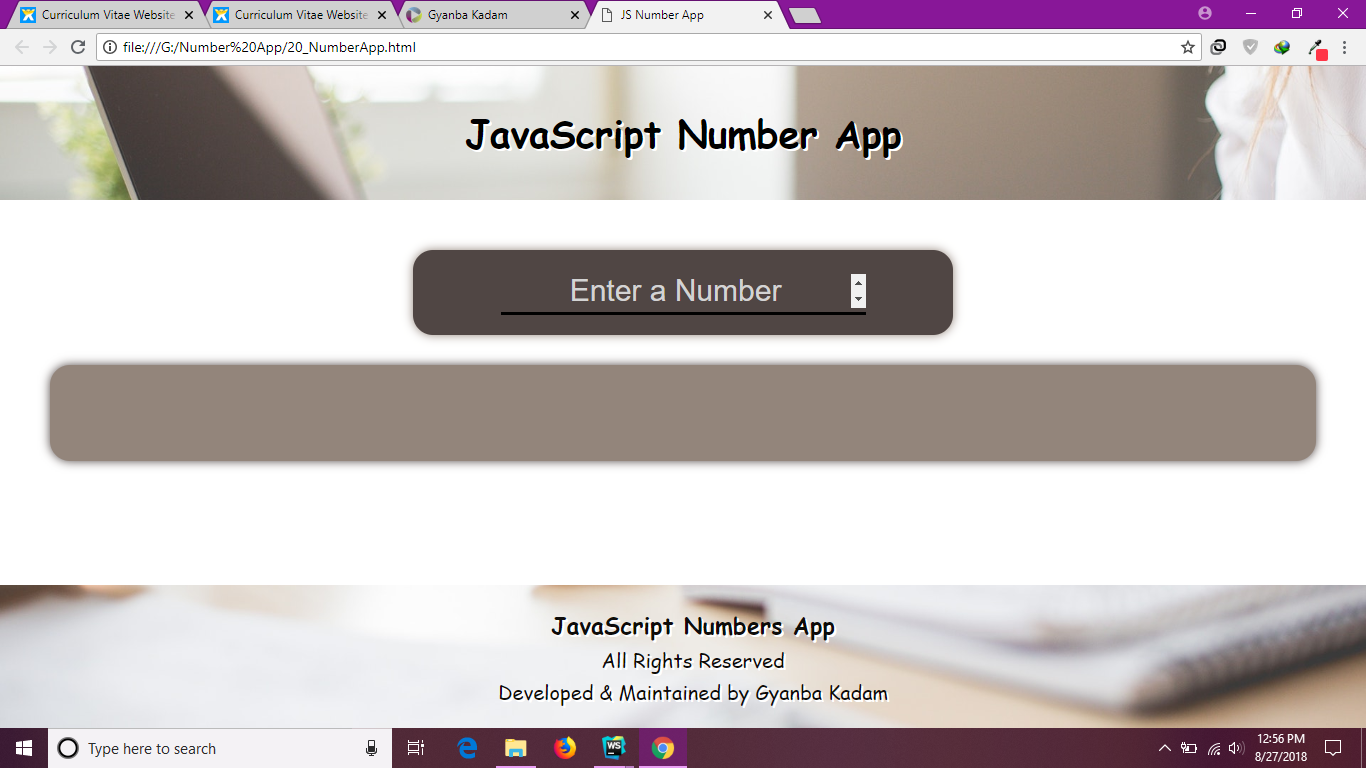 Curriculum Vitae Website
Curriculum Vitae Website
Gyanba Kadam
JS Number App
file:///G:/Number%20App/20_NumberApp.html
JavaScript Number App
Enter a Number
JavaScript Numbers App
All Rights Reserved
Developed & Maintained by Gyanba Kadam
Type here to search
WS
12:56 PM
8/27/2018